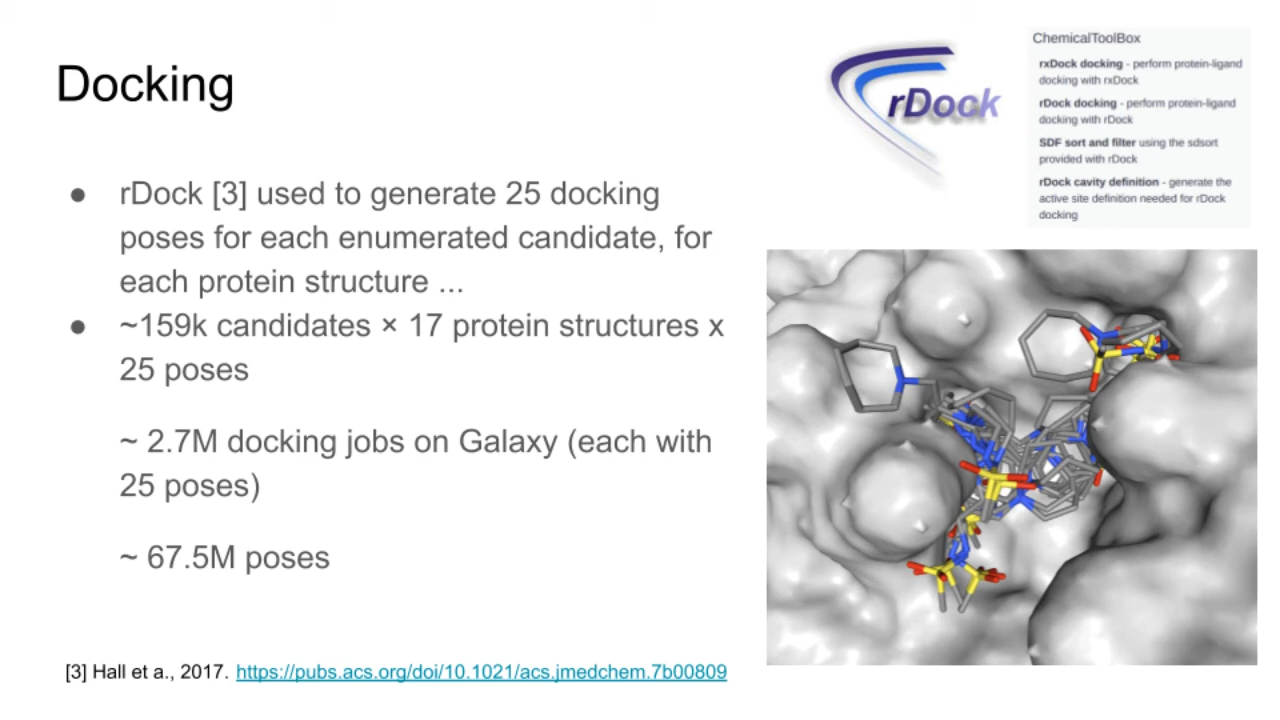 Docking
● rDock [3] used to generate 25 docking
poses for each enumerated candidate, for
each protein structure ...
● ~159k candidates × 17 protein structures x
25 poses
~ 2.7M docking jobs on Galaxy (each with
25 poses)
~ 67.5M poses
[3] Hall et a., 2017. https://pubs.acs.org/doi/10.1021/acs.jmedchem.7b00809
rDock
ChemicalToolBox
rxDock docking - perform protein-ligand
docking with rxDock
rDock docking - perform protein-ligand
docking with rDock
SDF sort and filter using the sdsort
provided with rDock
rDock cavity definition - generate the
active site definition needed for rDock
docking